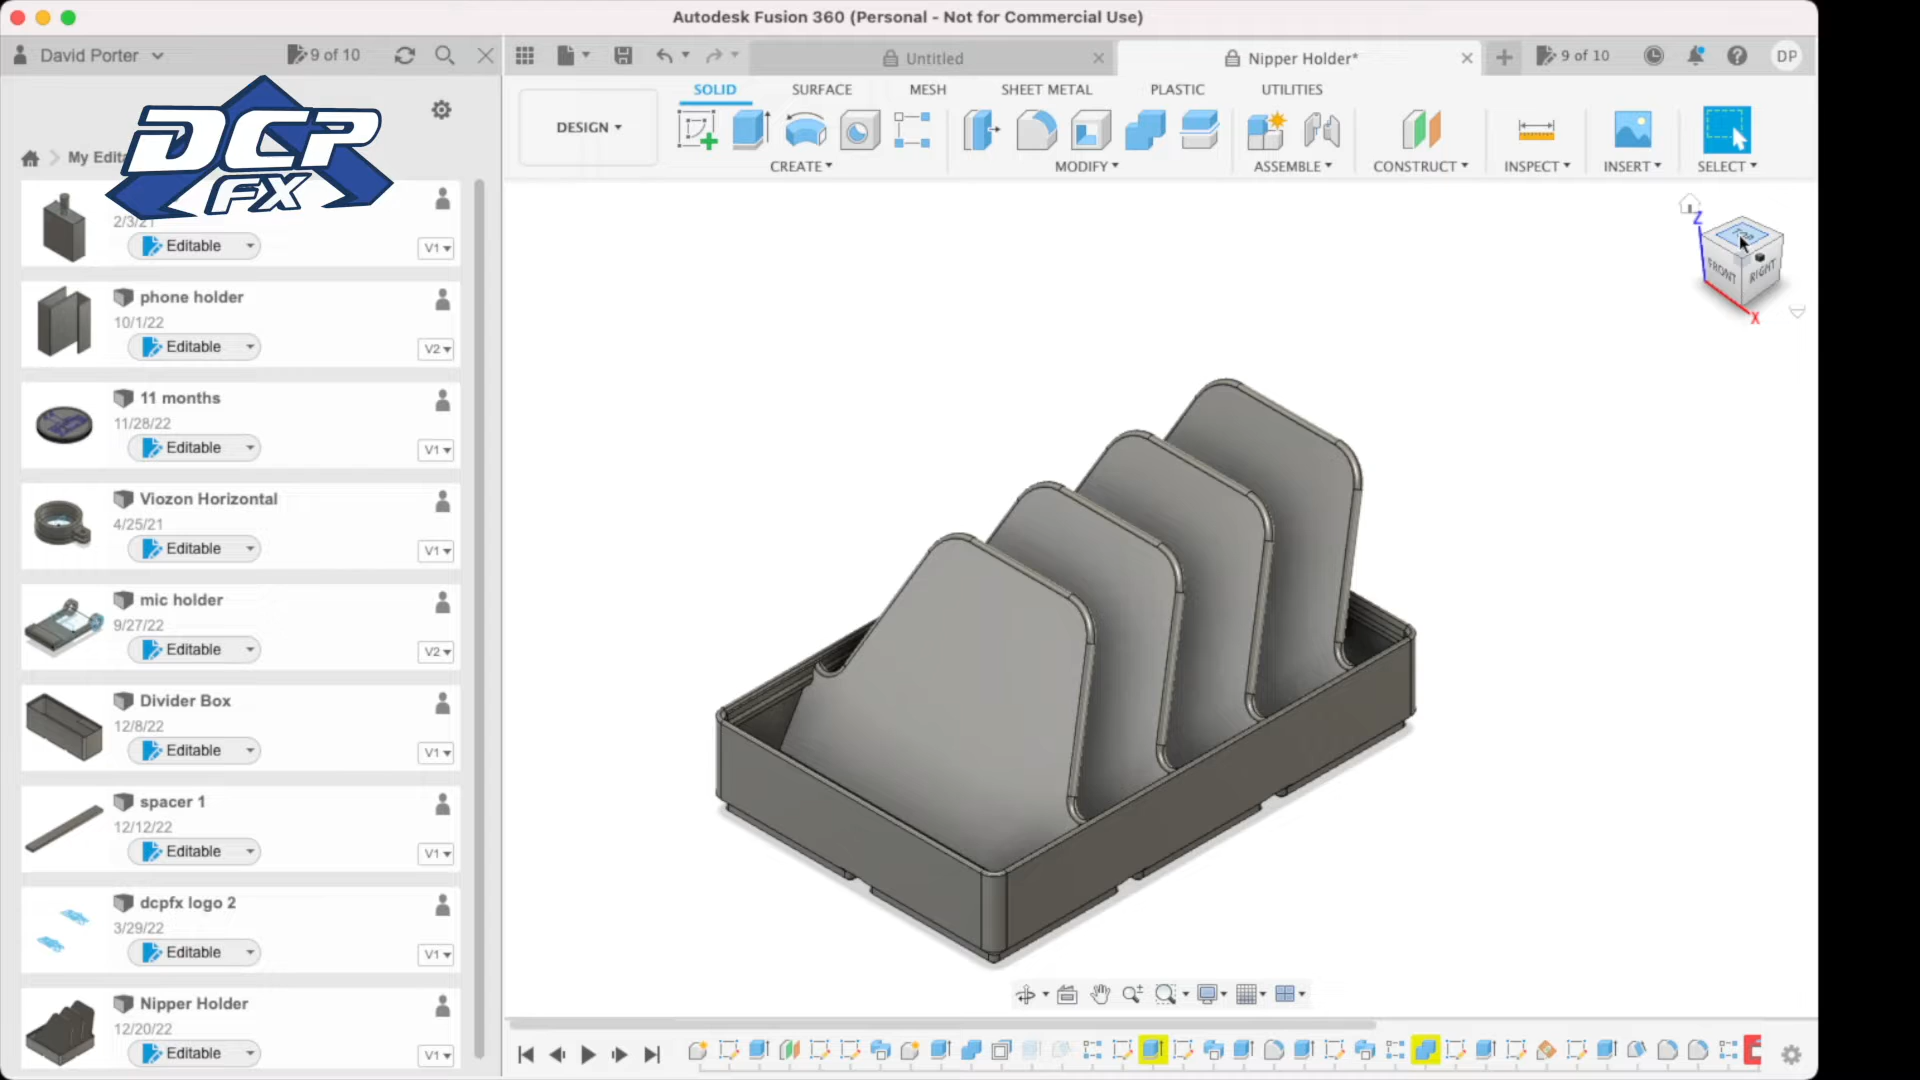 Autodesk Fusion 360 (Personal - Not for Commercial Use)
David Porter
9 of 10
Untitled
Nipper Holder*
9 of 10
DP
DESIGN
SOLID
SURFACE
MESH
SHEET METAL
PLASTIC
UTILITIES
CREATE
MODIFY
ASSEMBLE
CONSTRUCT
INSPECT
INSERT
SELECT
DCP
FX
2/3/21
Editable
V1
phone holder
10/1/22
Editable
V2
11 months
11/28/22
Editable
V1
Viozon Horizontal
4/25/21
Editable
V1
mic holder
9/27/22
Editable
V2
Divider Box
12/8/22
Editable
V1
spacer 1
12/12/22
Editable
V1
dcpfx logo 2
3/29/22
Editable
V1
Nipper Holder
12/20/22
Editable
V1
Z
TOP
FRONT
RIGHT
X